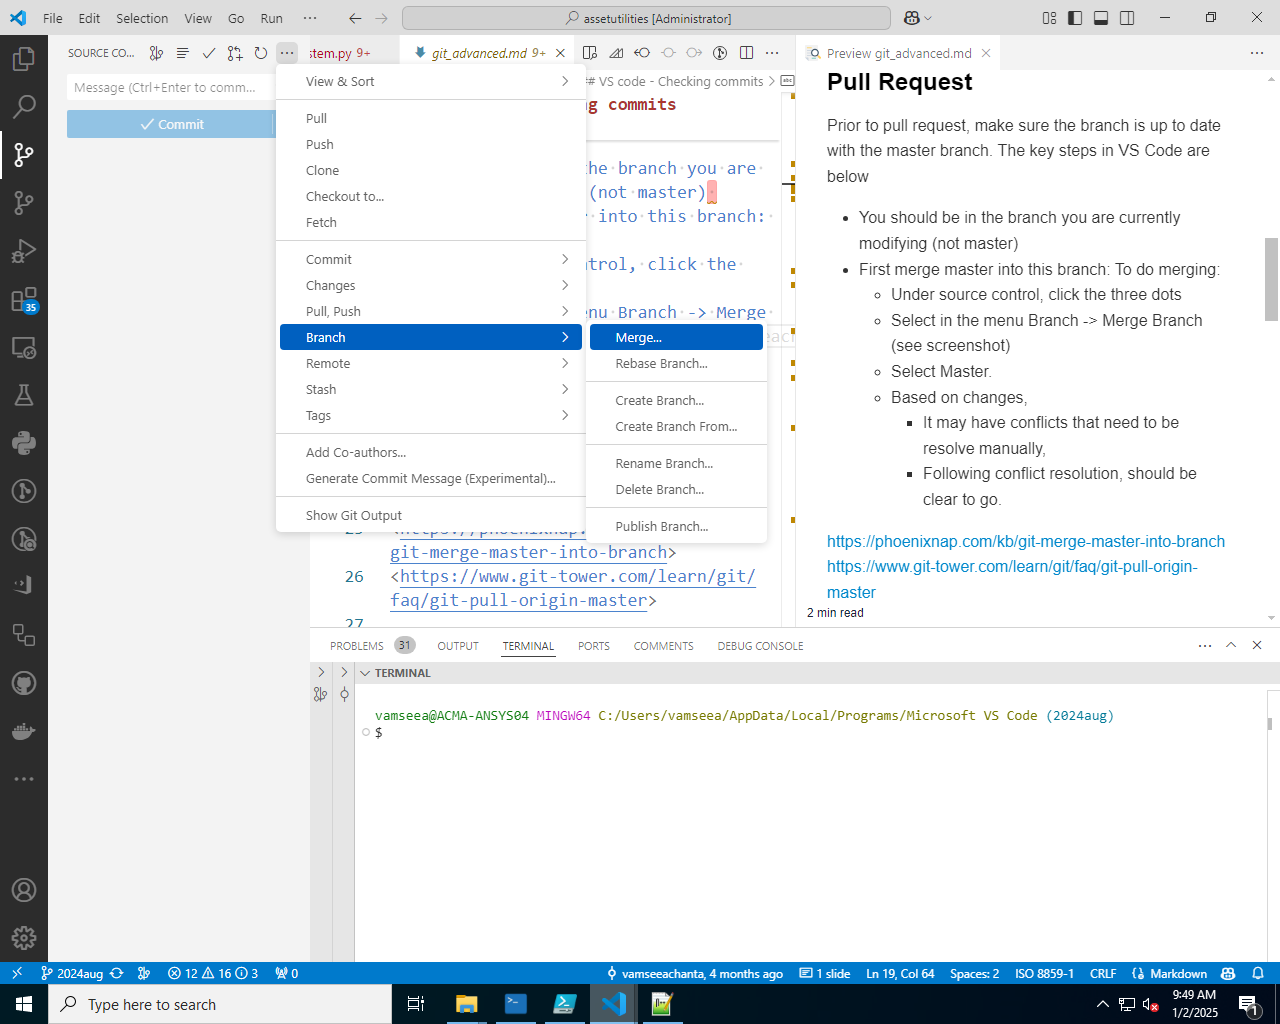 File Edit Selection View Go Run ···
assetutilities [Administrator]
SOURCE CO...
stem.py 9+
git_advanced.md 9+
Preview git_advanced.md
Message (Ctrl+Enter to comm...
Commit
View & Sort
Pull
Push
Clone
Checkout to...
Fetch
Commit
Changes
Pull, Push
Branch
Remote
Stash
Tags
Add Co-authors...
Generate Commit Message (Experimental)...
Show Git Output
Merge...
Rebase Branch...
Create Branch...
Create Branch From...
Rename Branch...
Delete Branch...
Publish Branch...
## VS code - Checking commits
g commits
he branch you are
(not master)
into this branch:
trol, click the
nu Branch -> Merge
<https://phoenixnap.
git-merge-master-into-branch>
26 <https://www.git-tower.com/learn/git/
faq/git-pull-origin-master>
27
Pull Request
Prior to pull request, make sure the branch is up to date
with the master branch. The key steps in VS Code are
below
• You should be in the branch you are currently
modifying (not master)
• First merge master into this branch: To do merging:
◦ Under source control, click the three dots
◦ Select in the menu Branch -> Merge Branch
(see screenshot)
◦ Select Master.
◦ Based on changes,
▪ It may have conflicts that need to be
resolve manually,
▪ Following conflict resolution, should be
clear to go.
https://phoenixnap.com/kb/git-merge-master-into-branch
https://www.git-tower.com/learn/git/faq/git-pull-origin-
master
2 min read
35
PROBLEMS 31 OUTPUT TERMINAL PORTS COMMENTS DEBUG CONSOLE
TERMINAL
vamseea@ACMA-ANSYS04 MINGW64 C:/Users/vamseea/AppData/Local/Programs/Microsoft VS Code (2024aug)
$
2024aug 12 16 3 0 vamseeachanta, 4 months ago 1 slide Ln 19, Col 64 Spaces: 2 ISO 8859-1 CRLF Markdown
Type here to search
9:49 AM
1/2/2025
1